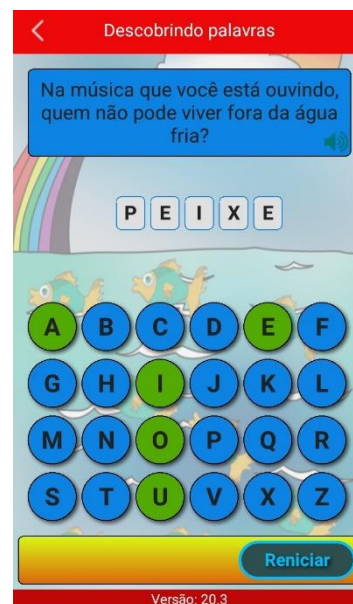 Descobrindo palavras
Na música que você está ouvindo,
quem não pode viver fora da água
fria?
P E I X E
A B C D E F
G H I J K L
M N O P Q R
S T U V X Z
Reniciar
Versão: 20.3